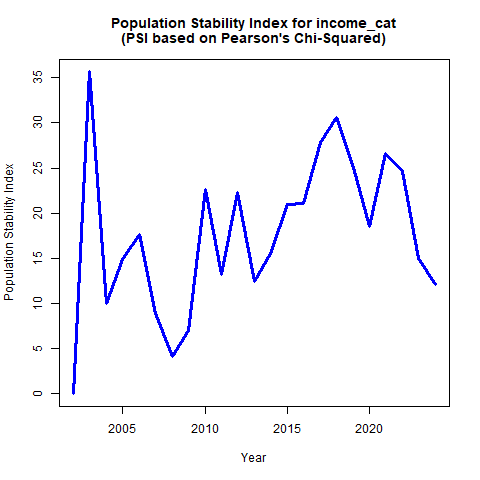 Population Stability Index for income_cat
(PSI based on Pearson's Chi-Squared)
Population Stability Index
35
30
25
20
15
10
5
0
2005 2010 2015 2020
Year